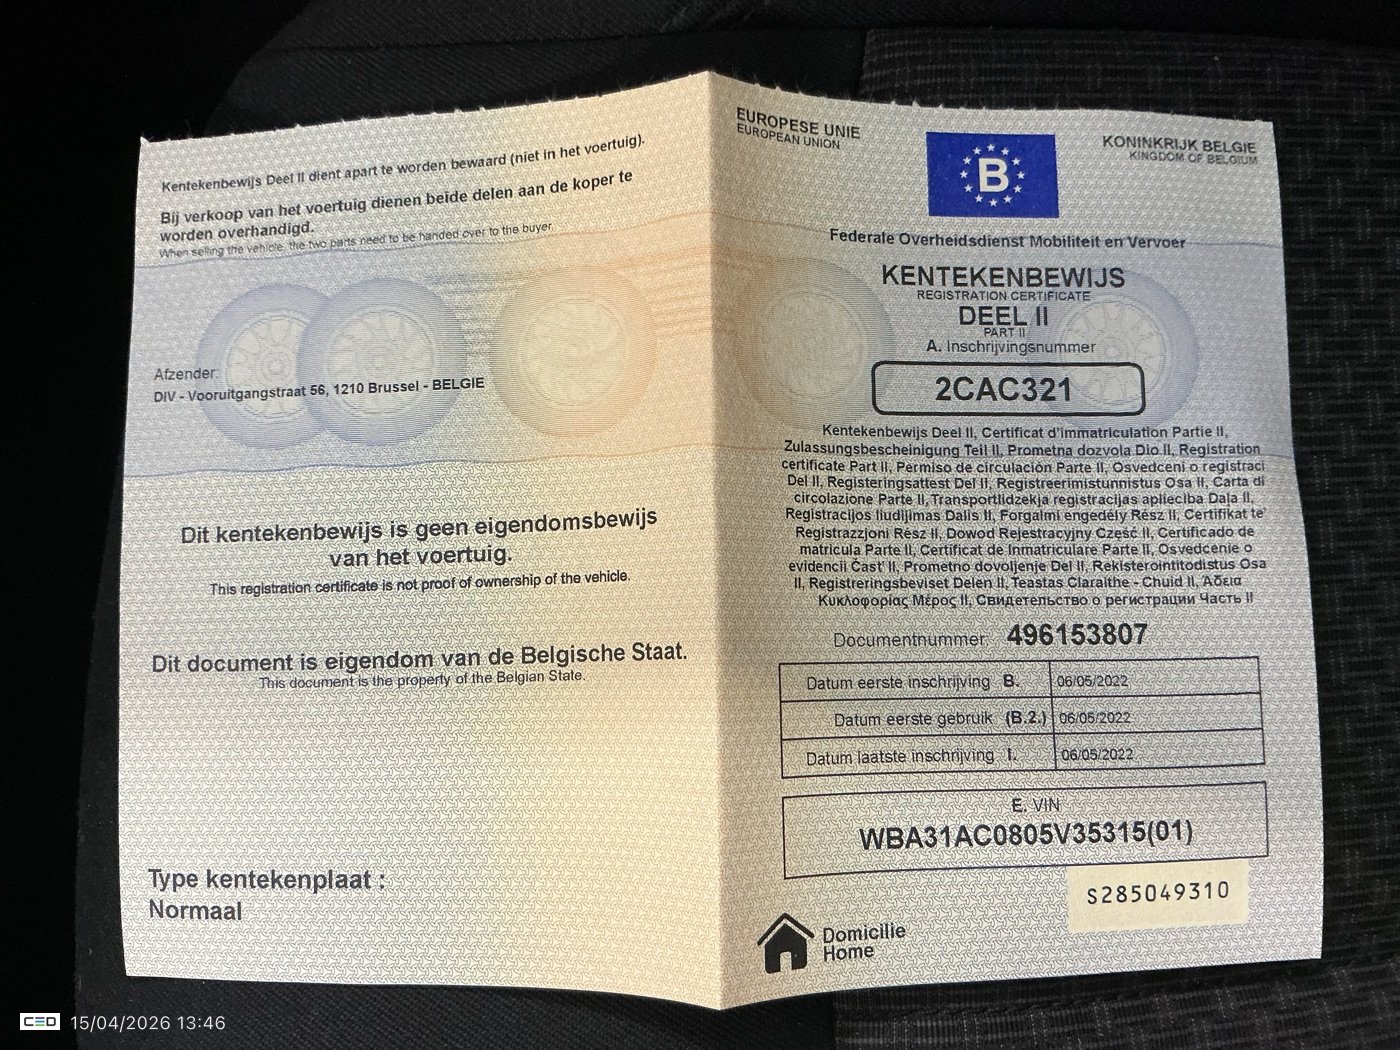 Kentekenbewijs Deel II dient apart te worden bewaard (niet in het voertuig).
Bij verkoop van het voertuig dienen beide delen aan de koper te
worden overhandigd.
When selling the vehicle, the two parts need to be handed over to the buyer.
Afzender:
DIV - Vooruitgangstraat 56, 1210 Brussel - BELGIE
Dit kentekenbewijs is geen eigendomsbewijs
van het voertuig.
This registration certificate is not proof of ownership of the vehicle.
Dit document is eigendom van de Belgische Staat.
This document is the property of the Belgian State.
Type kentekenplaat :
Normaal
EUROPESE UNIE
EUROPEAN UNION
B
KONINKRIJK BELGIE
KINGDOM OF BELGIUM
Federale Overheidsdienst Mobiliteit en Vervoer
KENTEKENBEWIJS
REGISTRATION CERTIFICATE
DEEL II
PART II
A. Inschrijvingsnummer
2CAC321
Kentekenbewijs Deel II, Certificat d'immatriculation Partie II,
Zulassungsbescheinigung Teil II, Prometna dozvola Dio II, Registration
certificate Part II, Permiso de circulación Parte II, Osvedceni o registraci
Del II, Registeringsattest Del II, Registreerimistunnistus Osa II, Carta di
circolazione Parte II, Transportlidzekja registracijas aplieciba Daļa II,
Registracijos liudijimas Dalis II, Forgalmi engedély Rész II, Certifikat te'
Registrazzjoni Rész II, Dowod Rejestracyjny Część II, Certificado de
matricula Parte II, Certificat de Inmatriculare Parte II, Osvedcenie o
evidencii Časť II, Prometno dovoljenje Del II, Rekisterointitodistus Osa
II, Registreringsbeviset Delen II, Teastas Claraithe - Chuid II, Άδεια
Κυκλοφορίας Μέρος II, Свидетельство о регистрации Часть II
Documentnummer: 496153807
Datum eerste inschrijving B. 06/05/2022
Datum eerste gebruik (B.2.) 06/05/2022
Datum laatste inschrijving I. 06/05/2022
E. VIN
WBA31AC0805V35315(01)
S285049310
Domicilie
Home
CED 15/04/2026 13:46